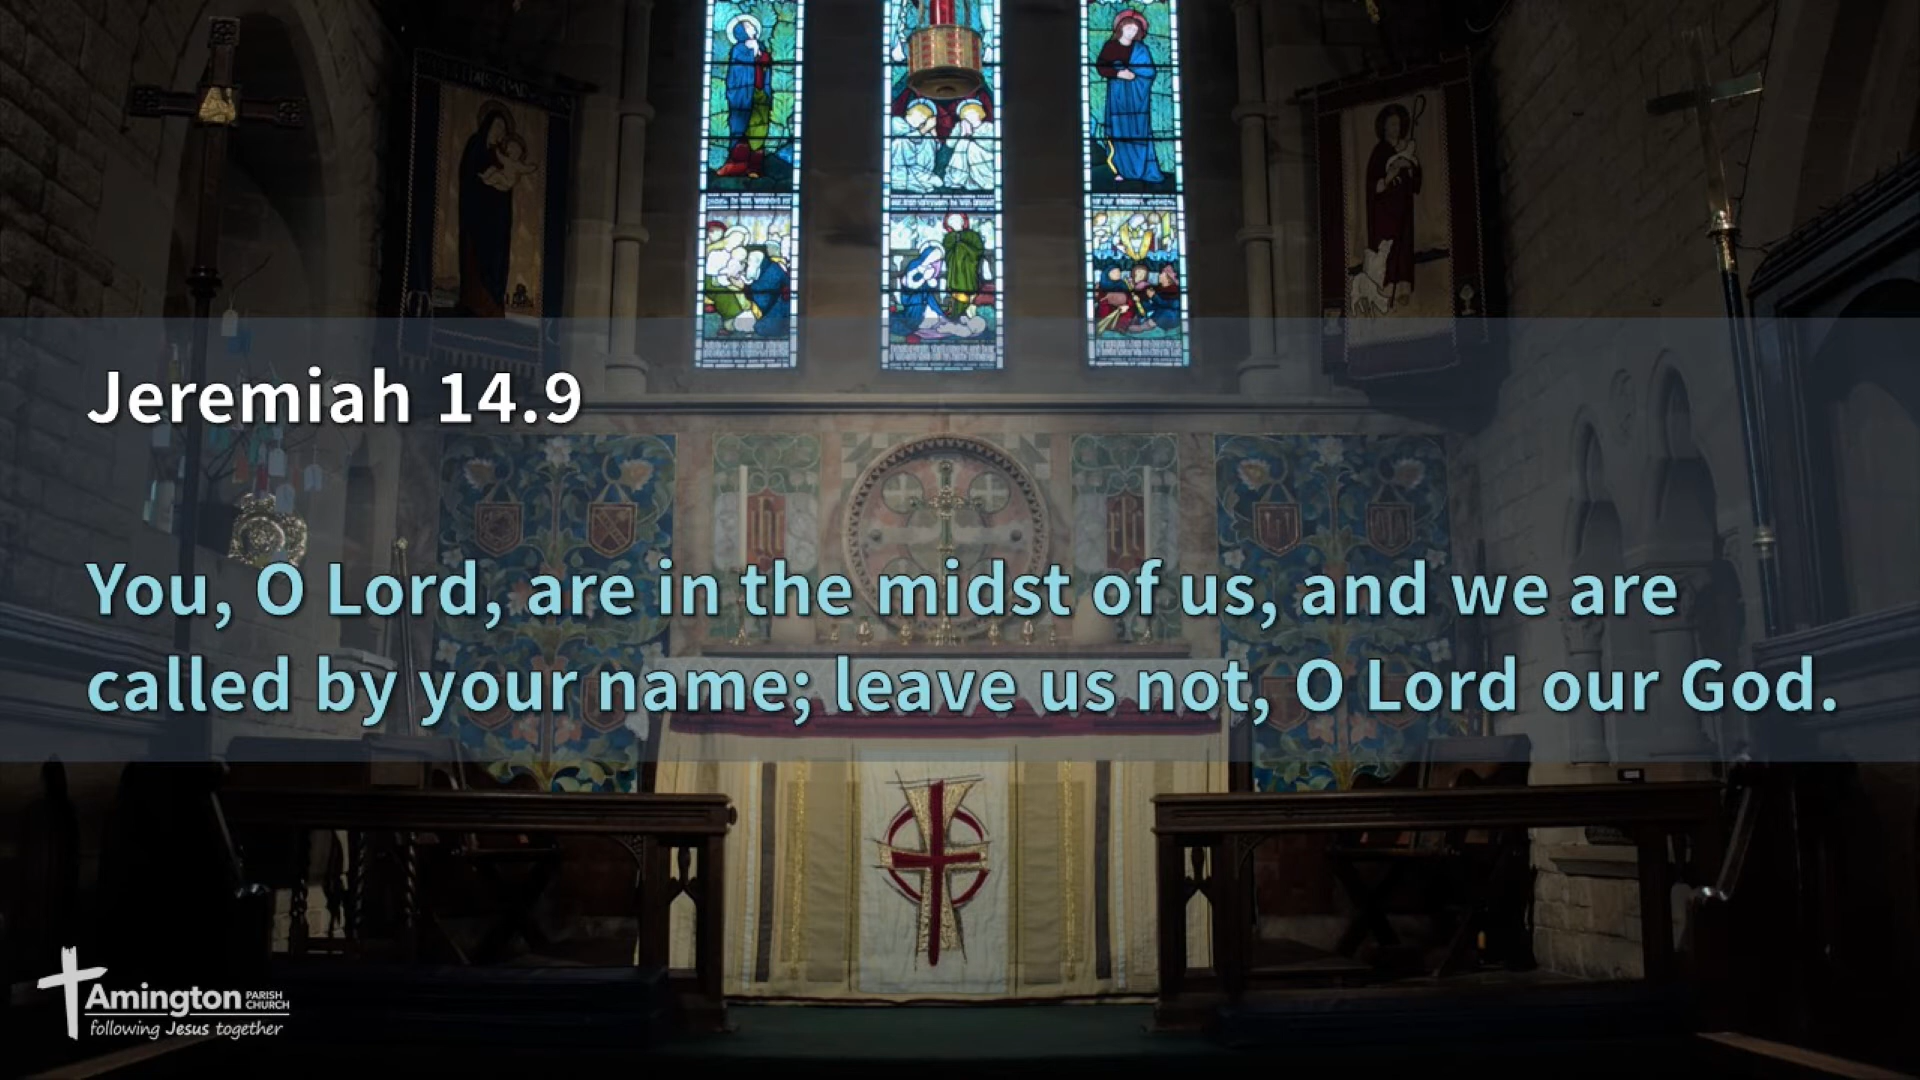 Jeremiah 14.9
You, O Lord, are in the midst of us, and we are
called by your name; leave us not, O Lord our God.
Amington PARISH
CHURCH
following Jesus together